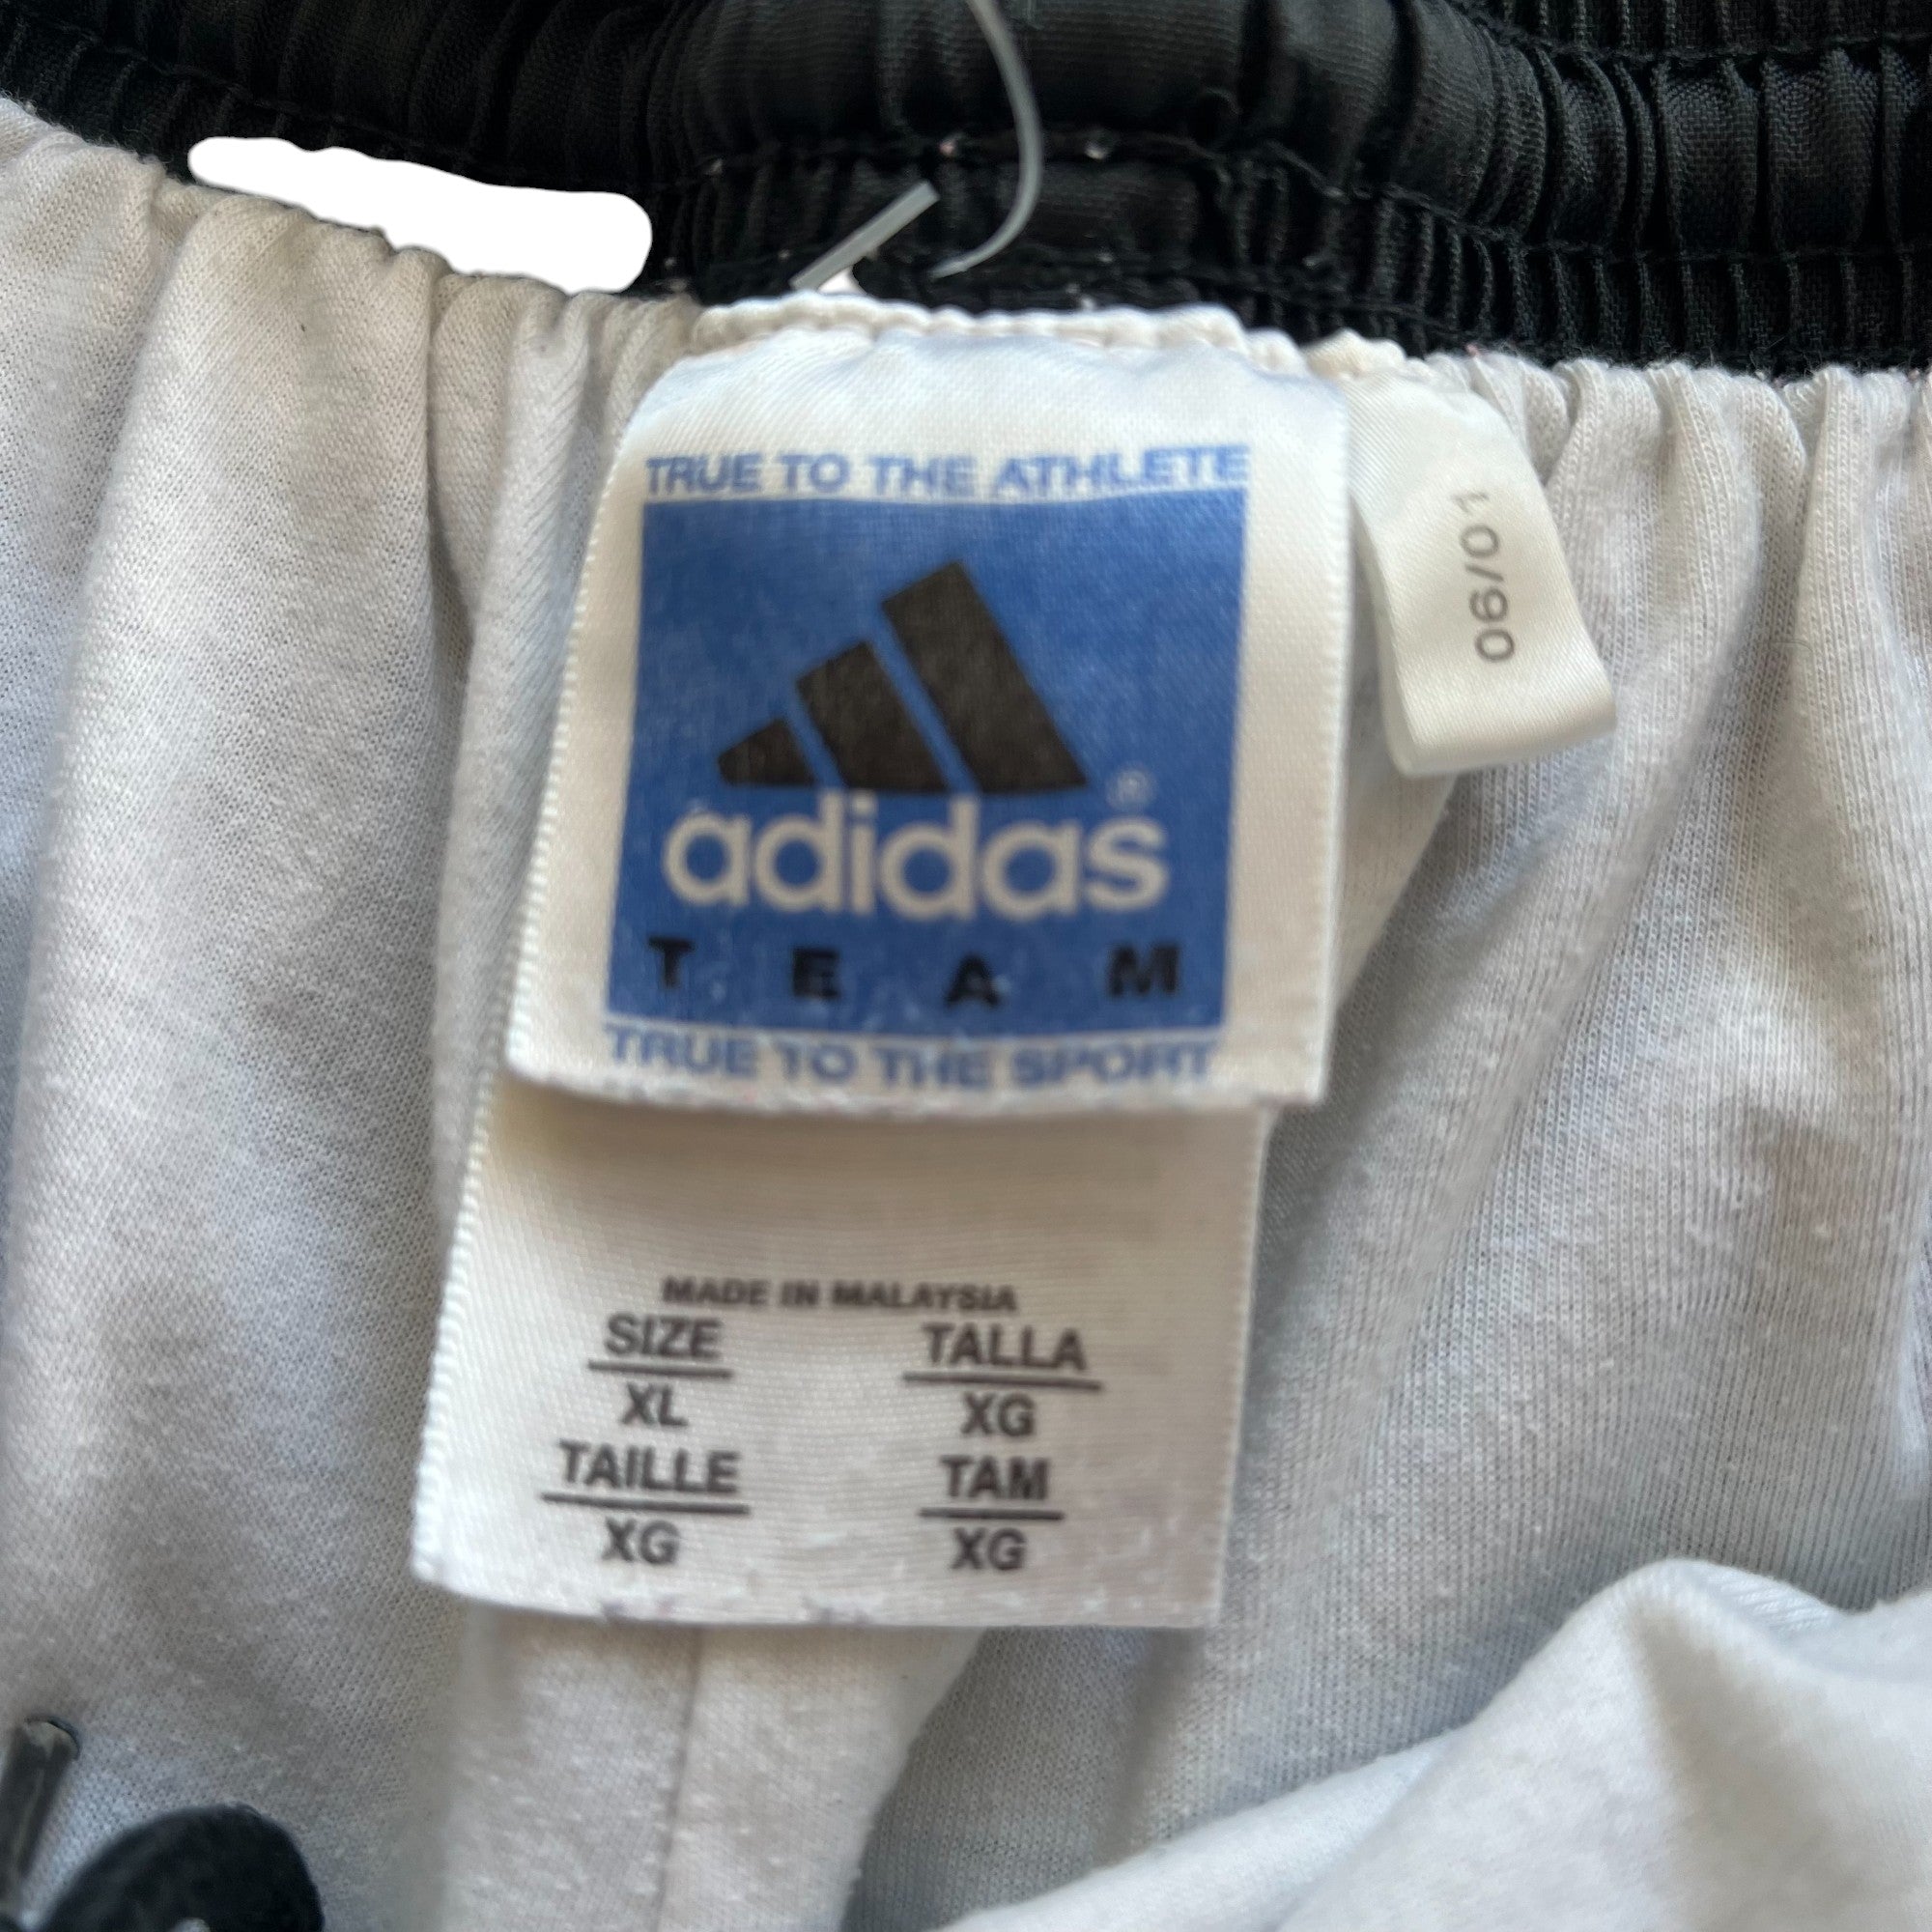 TRUE TO THE ATHLETE
adidas®
TEAM
TRUE TO THE SPORT
06/01
MADE IN MALAYSIA
SIZE TALLA
XL XG
TAILLE TAM
XG XG